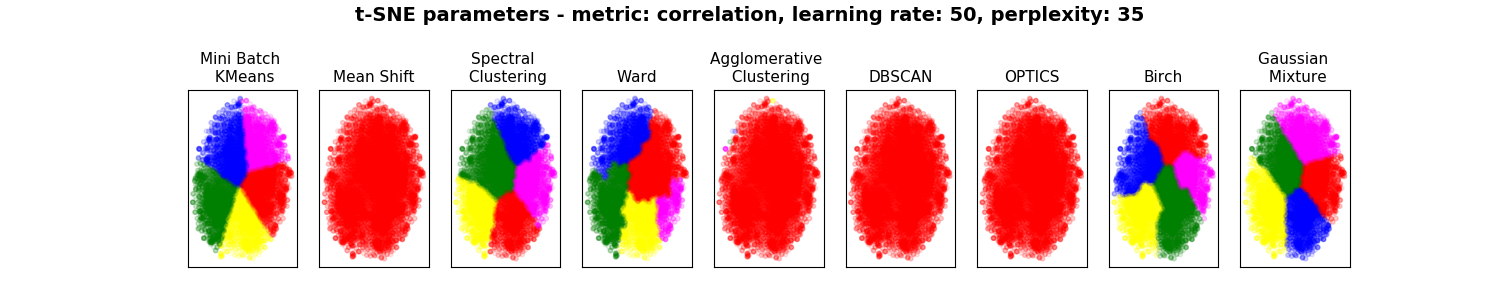 t-SNE parameters - metric: correlation, learning rate: 50, perplexity: 35
Mini Batch
KMeans
Mean Shift
Spectral
Clustering
Ward
Agglomerative
Clustering
DBSCAN
OPTICS
Birch
Gaussian
Mixture